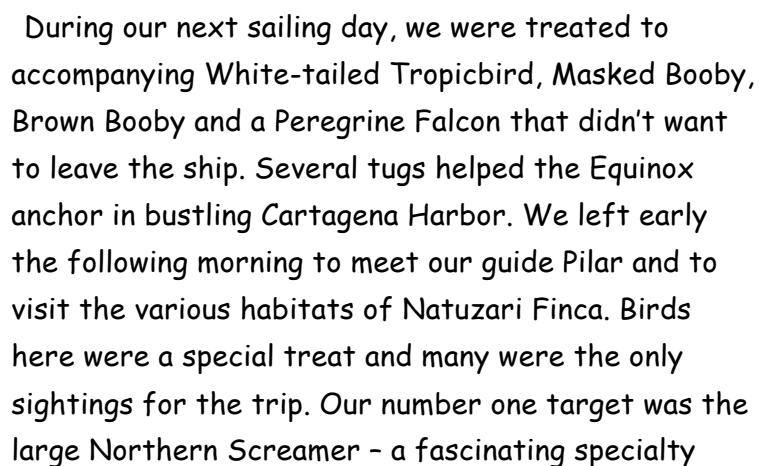 During our next sailing day, we were treated to
accompanying White-tailed Tropicbird, Masked Booby,
Brown Booby and a Peregrine Falcon that didn't want
to leave the ship. Several tugs helped the Equinox
anchor in bustling Cartagena Harbor. We left early
the following morning to meet our guide Pilar and to
visit the various habitats of Natuzari Finca. Birds
here were a special treat and many were the only
sightings for the trip. Our number one target was the
large Northern Screamer – a fascinating specialty